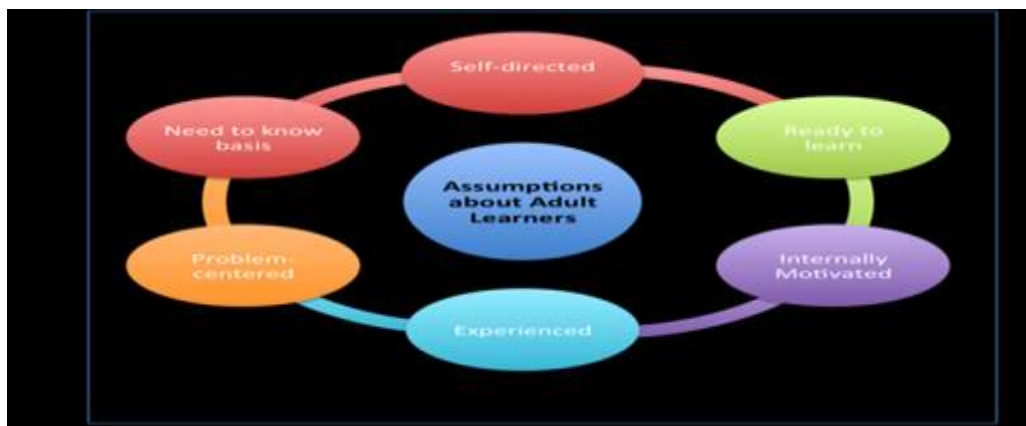 Self-directed
Need to know
basis
Ready to
learn
Assumptions
about Adult
Learners
Problem-
centered
Internally
Motivated
Experienced